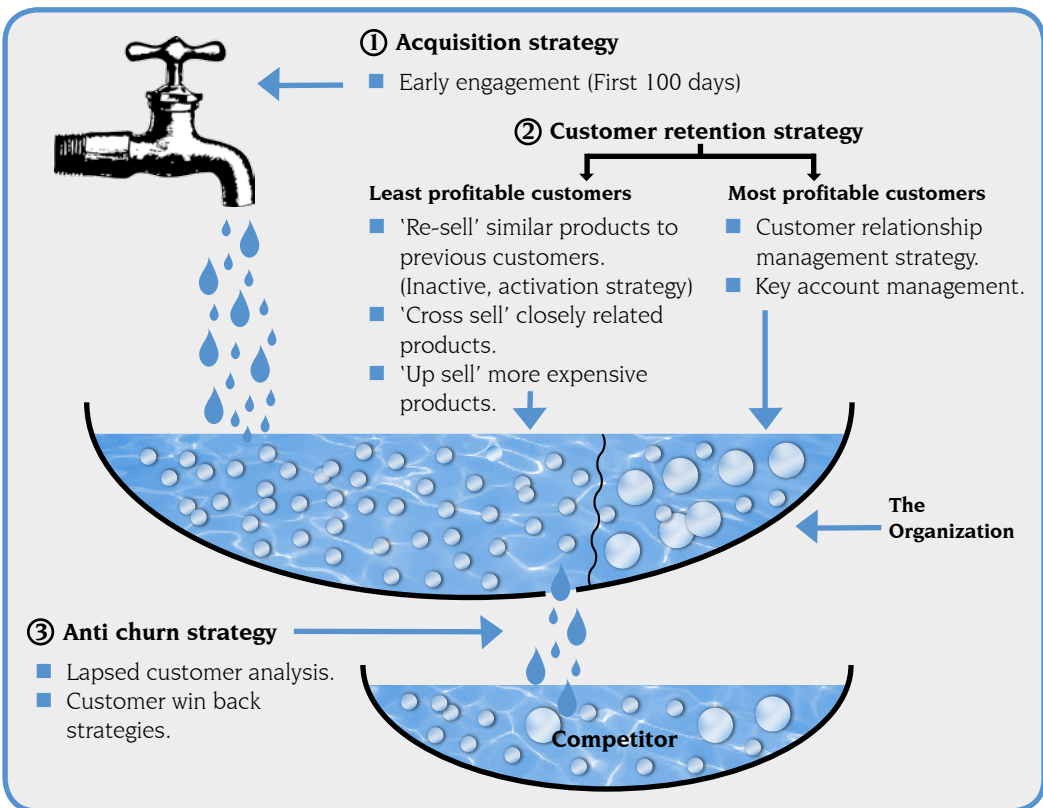 ① Acquisition strategy
■ Early engagement (First 100 days)
② Customer retention strategy
Least profitable customers
■ ‘Re-sell’ similar products to
previous customers.
(Inactive, activation strategy)
■ ‘Cross sell’ closely related
products.
■ ‘Up sell’ more expensive
products.
Most profitable customers
■ Customer relationship
management strategy.
■ Key account management.
The
Organization
③ Anti churn strategy
■ Lapsed customer analysis.
■ Customer win back
strategies.
Competitor